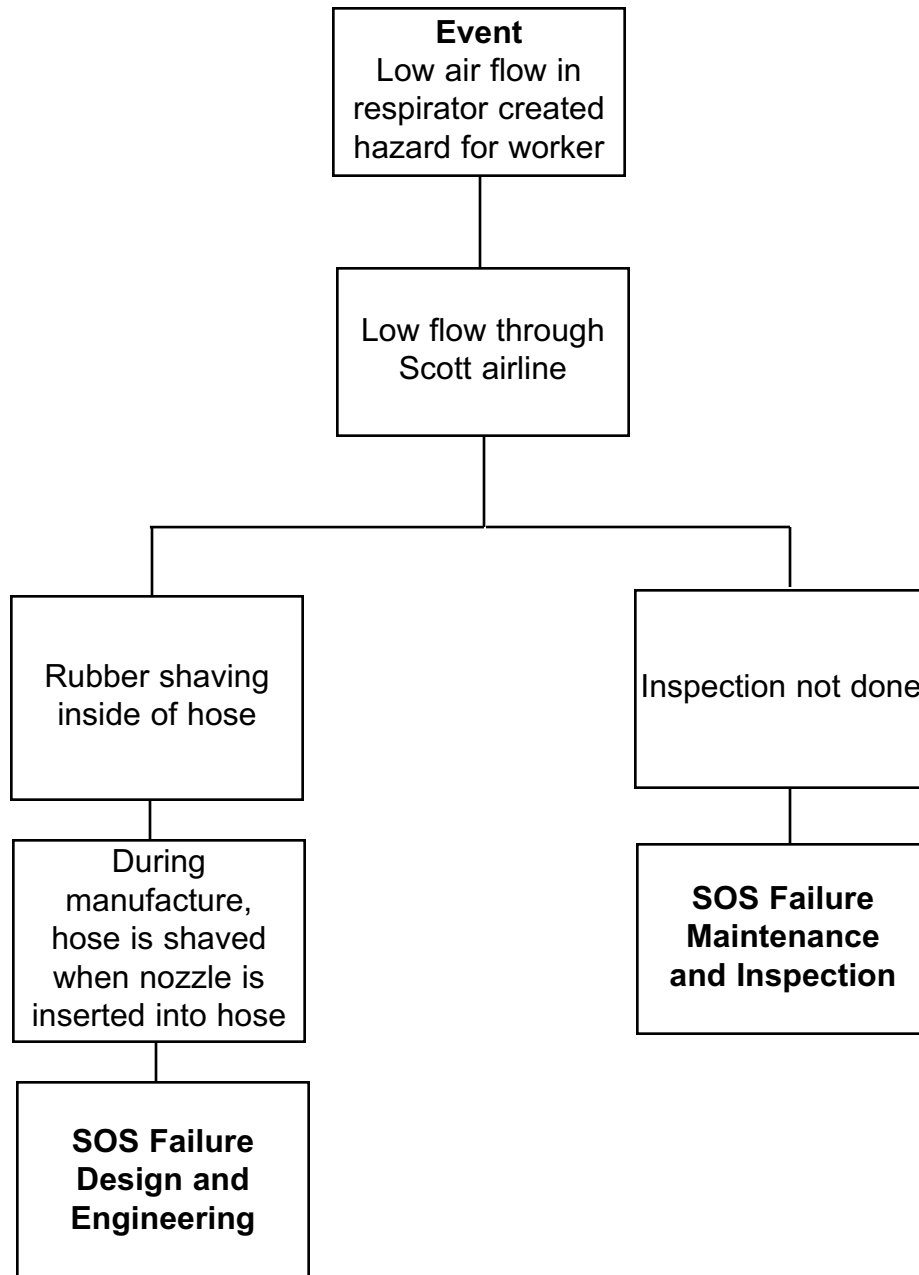 Event
Low air flow in
respirator created
hazard for worker
Low flow through
Scott airline
Rubber shaving
inside of hose
Inspection not done
During
manufacture,
hose is shaved
when nozzle is
inserted into hose
SOS Failure
Maintenance
and Inspection
SOS Failure
Design and
Engineering